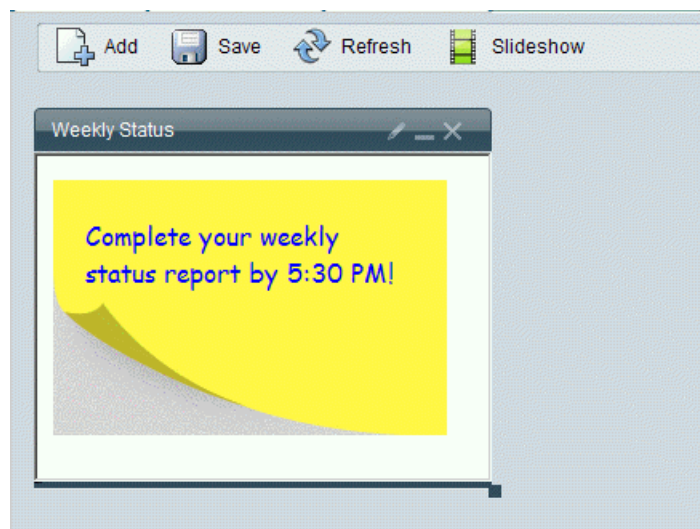 Add Save Refresh Slideshow
Weekly Status
Complete your weekly
status report by 5:30 PM!